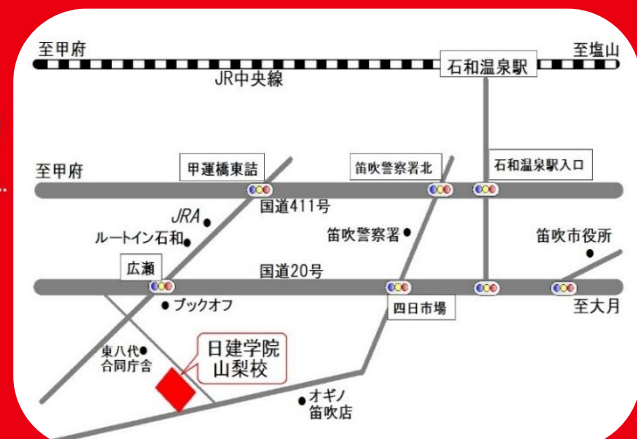 至甲府
至塩山
石和温泉駅
JR中央線
至甲府
甲運橋東詰
笛吹警察署北
石和温泉駅入口
国道411号
JRA
ルートイン石和
笛吹警察署
笛吹市役所
広瀬
国道20号
ブックオフ
四日市場
至大月
東八代
合同庁舎
日建学院
山梨校
オギノ
笛吹店